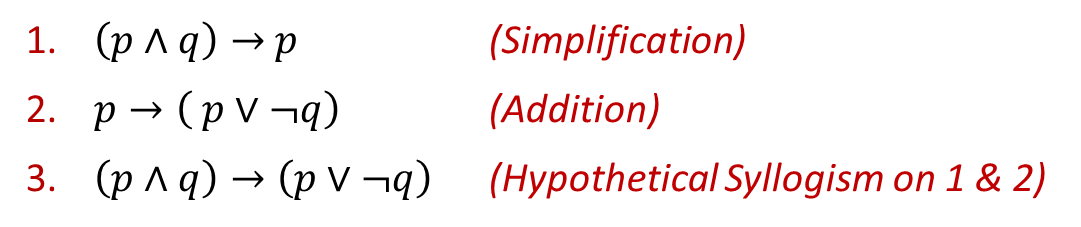 1. (p ∧ q) → p (Simplification)
2. p → ( p ∨ ¬q) (Addition)
3. (p ∧ q) → (p ∨ ¬q) (Hypothetical Syllogism on 1 & 2)